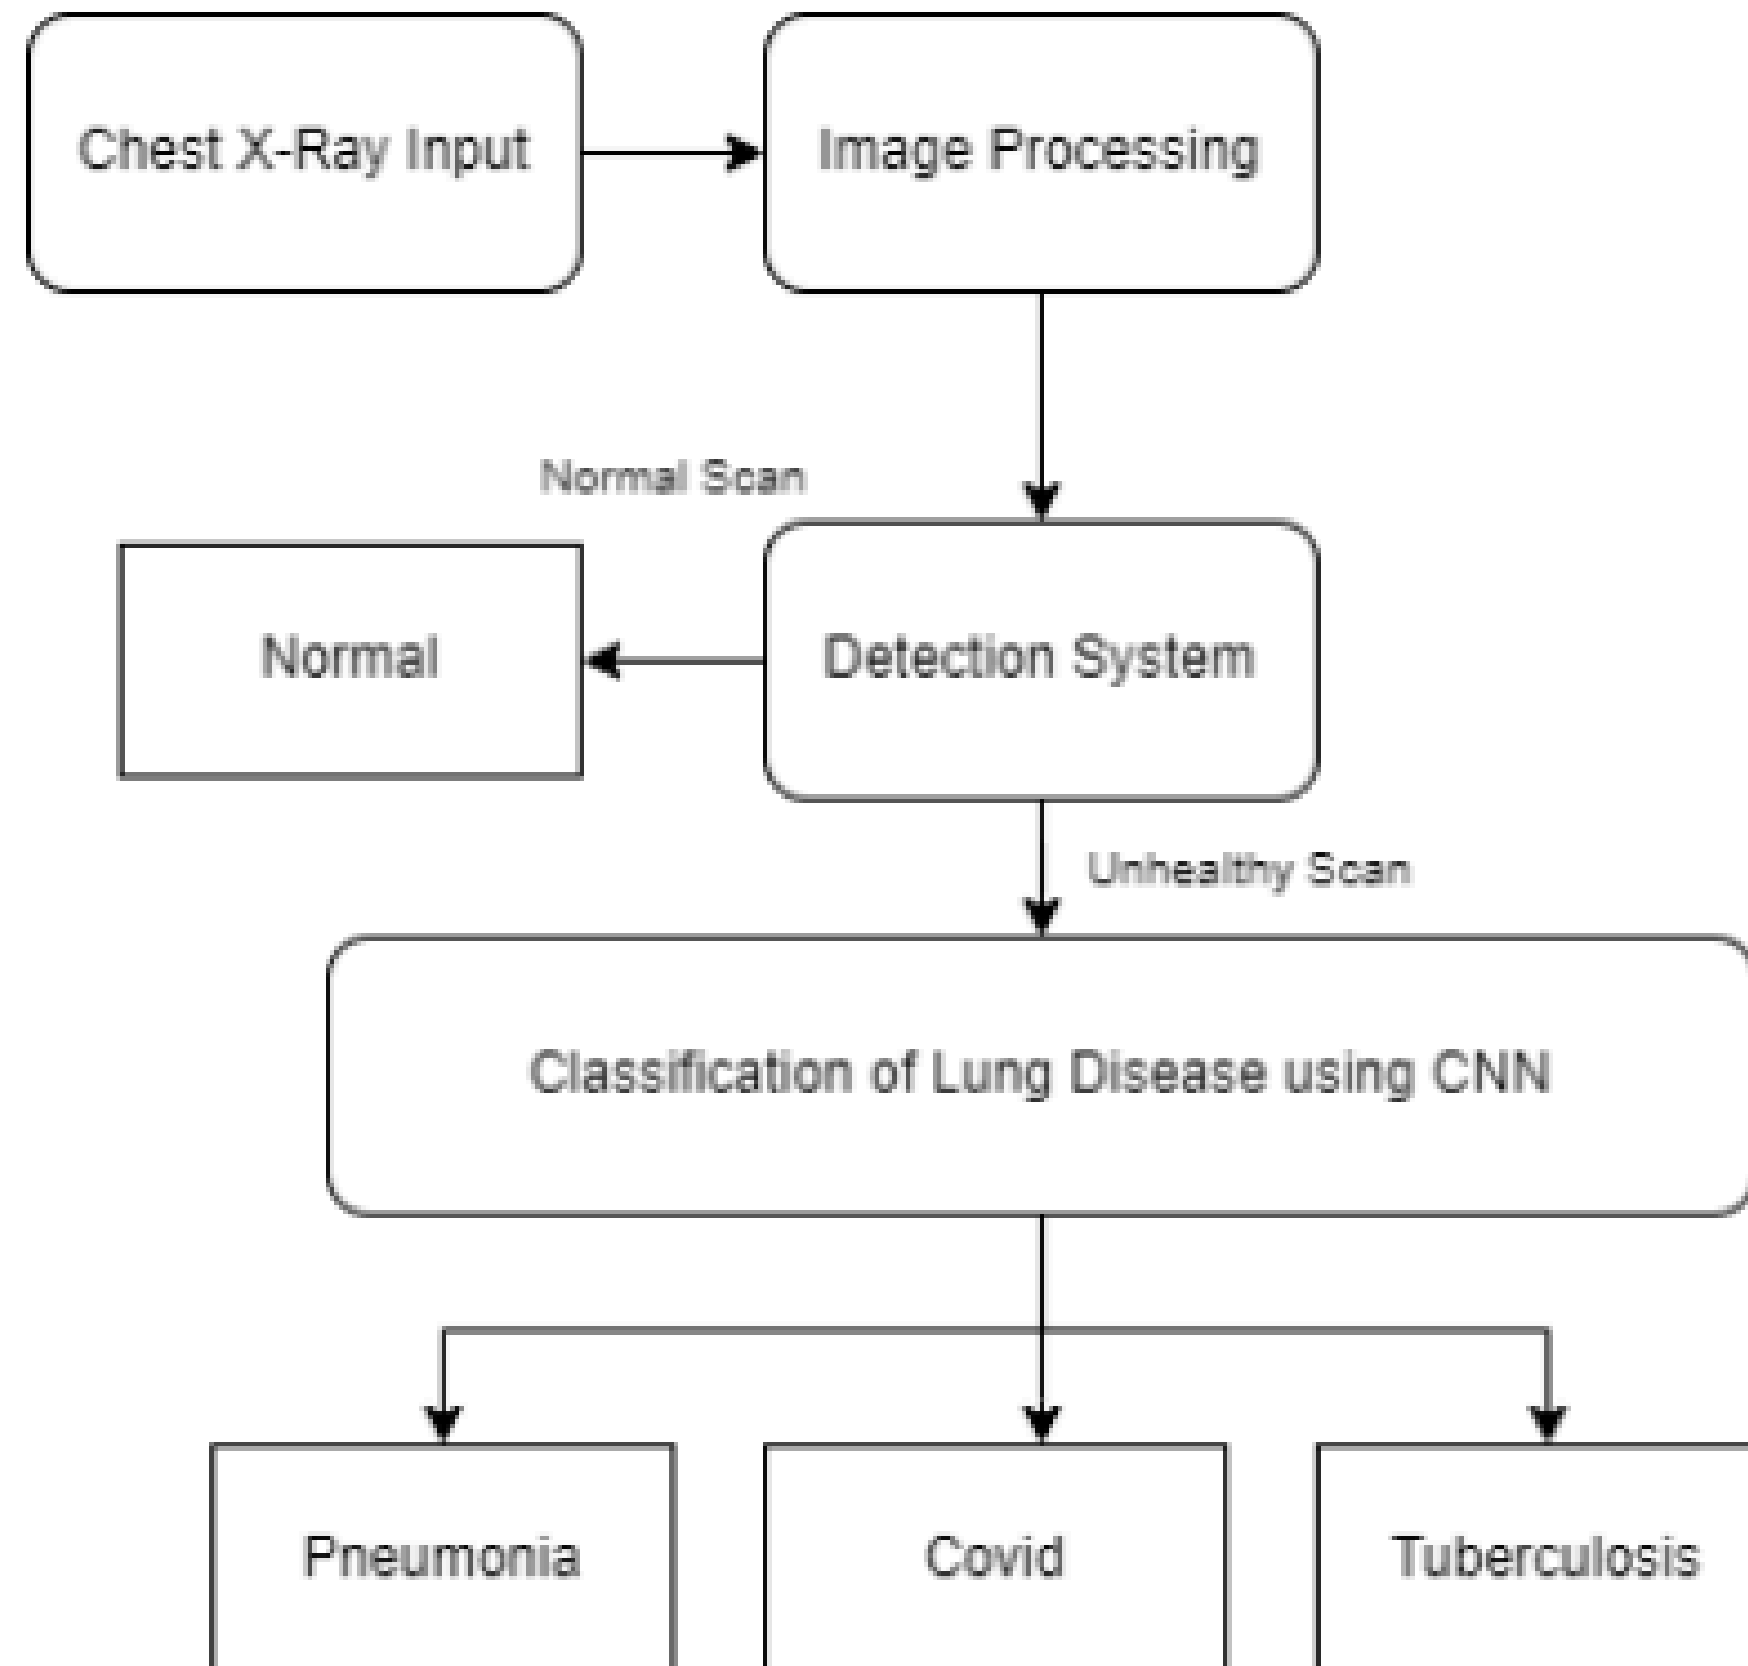 Chest X-Ray Input
Image Processing
Normal Scan
Normal
Detection System
Unhealthy Scan
Classification of Lung Disease using CNN
Pneumonia
Covid
Tuberculosis